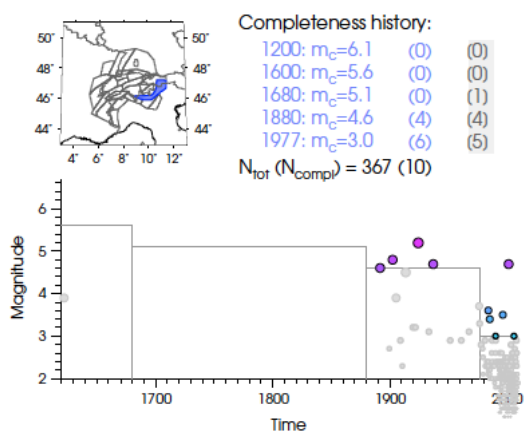 Completeness history:
1200: mc=6.1 (0) (0)
1600: mc=5.6 (0) (0)
1680: mc=5.1 (0) (1)
1880: mc=4.6 (4) (4)
1977: mc=3.0 (6) (5)
Ntot (Ncompl) = 367 (10)
50˚ 50˚
48˚ 48˚
46˚ 46˚
44˚ 44˚
4˚ 6˚ 8˚ 10˚ 12˚
6
5
4
3
2
Magnitude
1700 1800 1900 2000
Time